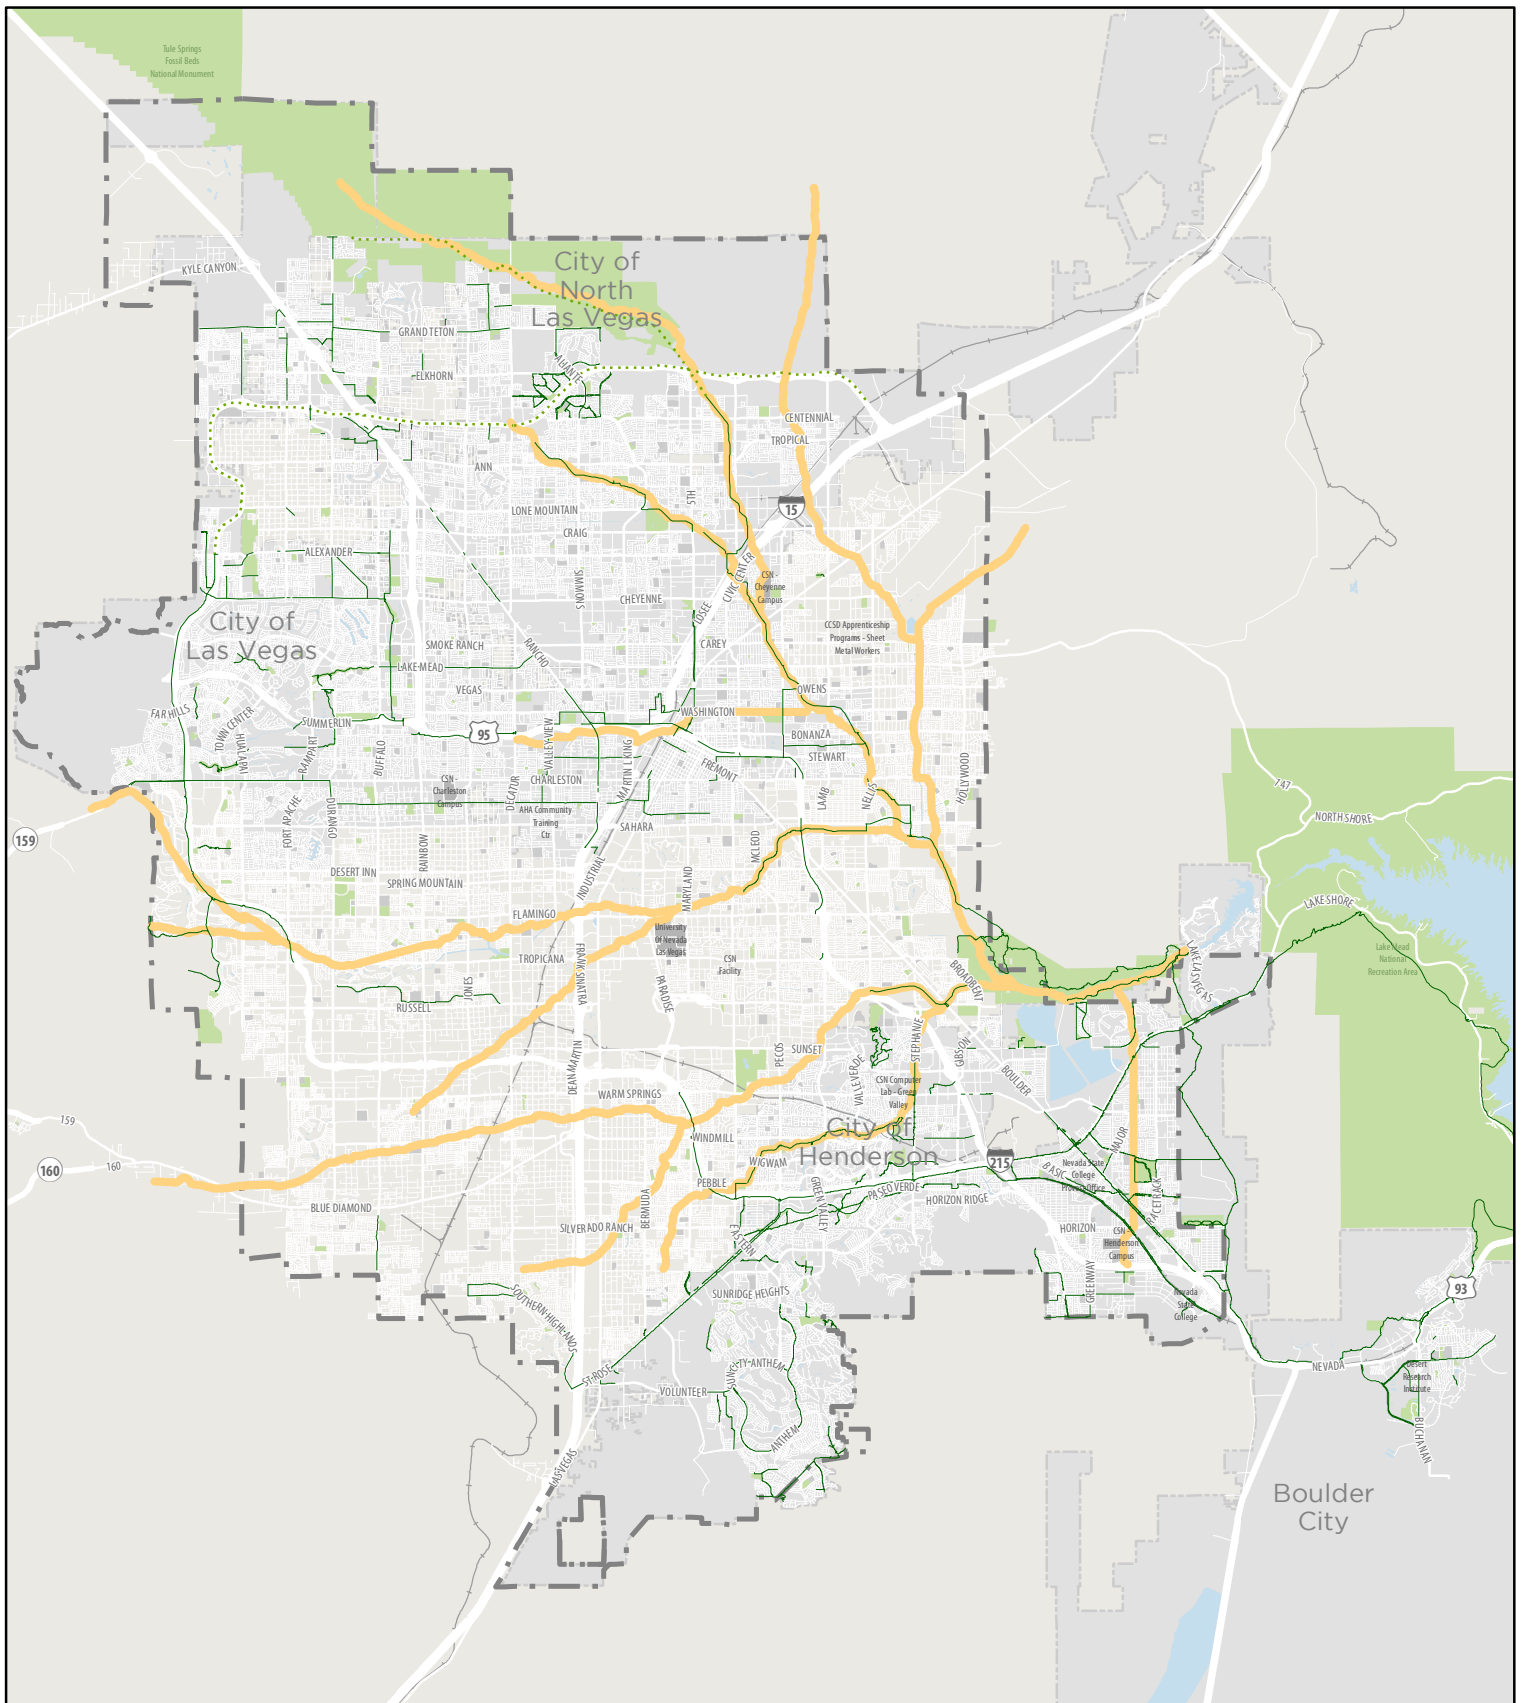 Tule Springs
Fossil Beds
National Monument
KYLE CANYON
City of
North
Las Vegas
GRAND TETON
ALIANTE
ELKHORN
CENTENNIAL
TROPICAL
ANN
5TH
LONE MOUNTAIN
15
CRAIG
ALEXANDER
CIVIC CENTER
CSN -
Cheyenne
Campus
SIMMONS
CHEYENNE
LOSEE
City of
Las Vegas
CCSD Apprenticeship
Programs - Sheet
Metal Workers
SMOKE RANCH
RANCHO
CAREY
LAKE MEAD
VEGAS
OWENS
FAR HILLS
TOWN CENTER
SUMMERLIN
WASHINGTON
95
VALLEY VIEW
BONANZA
HUALAPAI
RAMPART
BUFFALO
MARTIN L KING
STEWART
FREMONT
HOLLYWOOD
147
CSN -
Charleston
Campus
DECATUR
CHARLESTON
LAMB
NELLIS
FORT APACHE
DURANGO
AHA Community
Training
Ctr
SAHARA
NORTH SHORE
159
RAINBOW
MCLEOD
DESERT INN
SPRING MOUNTAIN
INDUSTRIAL
MARYLAND
LAKE SHORE
FLAMINGO
University
Of Nevada
Las Vegas
TROPICANA
CSN
Facility
Lake Mead
National
Recreation Area
FRANK SINATRA
PARADISE
BROADBENT
LAKE LAS VEGAS
JONES
RUSSELL
STEPHANIE
SUNSET
PECOS
GIBSON
DEAN MARTIN
VALLE VERDE
BOULDER
CSN Computer
Lab - Green
Valley
WARM SPRINGS
159
City of
Henderson
WINDMILL
MAJOR
160
160
WIGWAM
215
BASIC
Nevada State
College
PEBBLE
GREEN VALLEY
PASEO VERDE
HORIZON RIDGE
RACETRACK
BLUE DIAMOND
BERMUDA
SILVERADO RANCH
EASTERN
HORIZON
CSN -
Henderson
Campus
GREENWAY
SOUTHERN HIGHLANDS
SUNRIDGE HEIGHTS
Nevada
State
College
93
ST ROSE
SUN CITY ANTHEM
VOLUNTEER
NEVADA
Desert
Research
Institute
ANTHEM
BUCHANAN
LAS VEGAS
Boulder
City